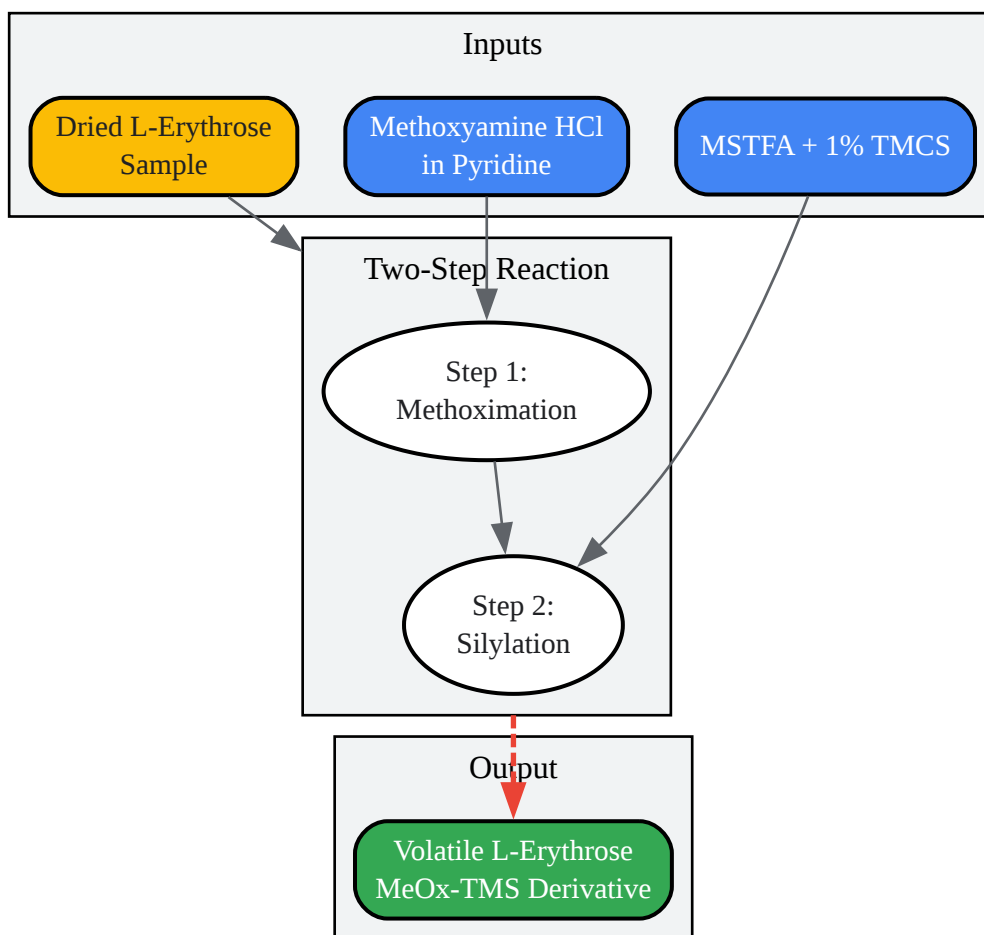 Inputs
Dried L-Erythrose
Sample
Methoxyamine HCl
in Pyridine
MSTFA + 1% TMCS
Two-Step Reaction
Step 1:
Methoximation
Step 2:
Silylation
Output
Volatile L-Erythrose
MeOx-TMS Derivative